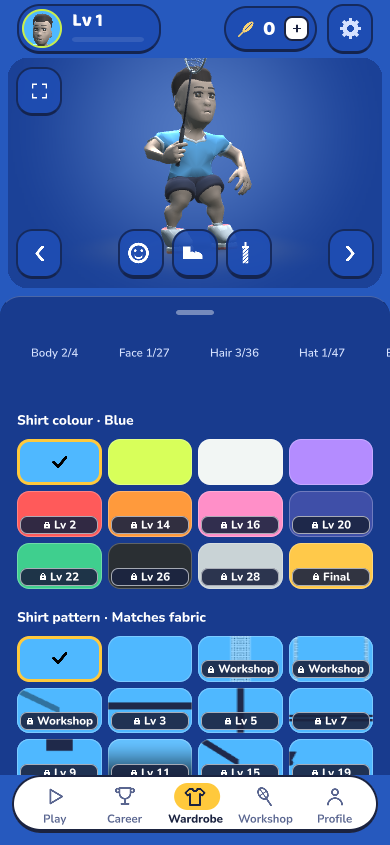 Lv 1
0
+
Body 2/4
Face 1/27
Hair 3/36
Hat 1/47
Shirt colour · Blue
Lv 2
Lv 14
Lv 16
Lv 20
Lv 22
Lv 26
Lv 28
Final
Shirt pattern · Matches fabric
Workshop
Workshop
Workshop
Lv 3
Lv 5
Lv 7
Lv 9
Lv 11
Lv 15
Lv 19
Play
Career
Wardrobe
Workshop
Profile